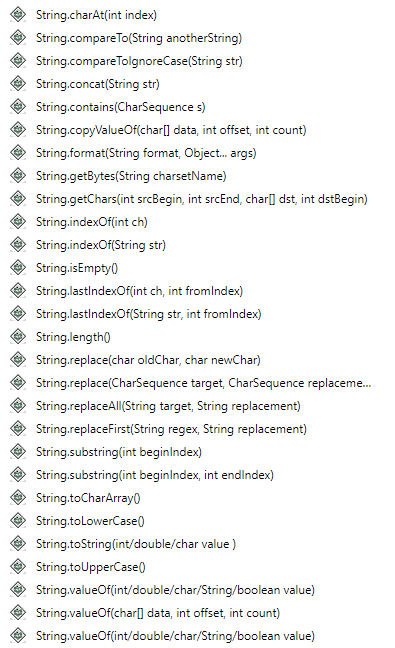 String.charAt(int index)
String.compareTo(String anotherString)
String.compareToIgnoreCase(String str)
String.concat(String str)
String.contains(CharSequence s)
String.copyValueOf(char[] data, int offset, int count)
String.format(String format, Object... args)
String.getBytes(String charsetName)
String.getChars(int srcBegin, int srcEnd, char[] dst, int dstBegin)
String.indexOf(int ch)
String.indexOf(String str)
String.isEmpty()
String.lastIndexOf(int ch, int fromIndex)
String.lastIndexOf(String str, int fromIndex)
String.length()
String.replace(char oldChar, char newChar)
String.replace(CharSequence target, CharSequence replaceme...
String.replaceAll(String target, String replacement)
String.replaceFirst(String regex, String replacement)
String.substring(int beginIndex)
String.substring(int beginIndex, int endIndex)
String.toCharArray()
String.toLowerCase()
String.toString(int/double/char value )
String.toUpperCase()
String.valueOf(int/double/char/String/boolean value)
String.valueOf(char[] data, int offset, int count)
String.valueOf(int/double/char/String/boolean value)